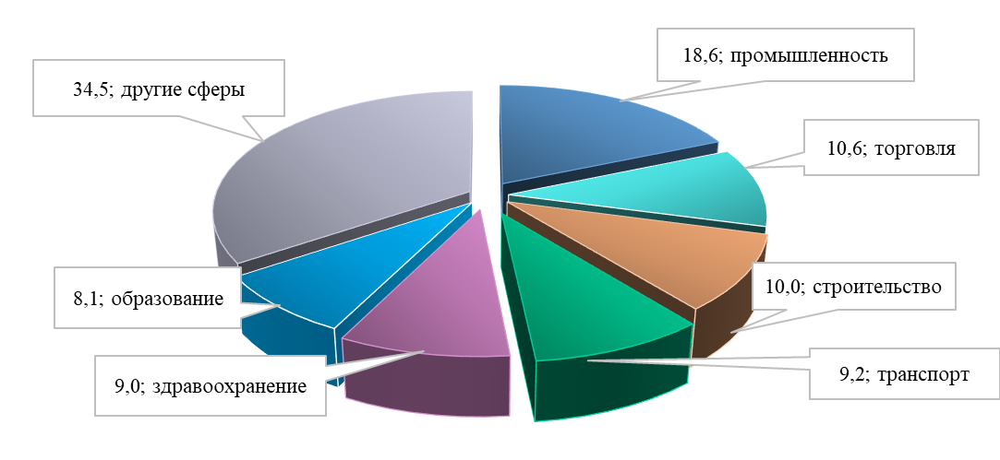 18,6; промышленность
34,5; другие сферы
10,6; торговля
10,0; строительство
8,1; образование
9,2; транспорт
9,0; здравоохранение